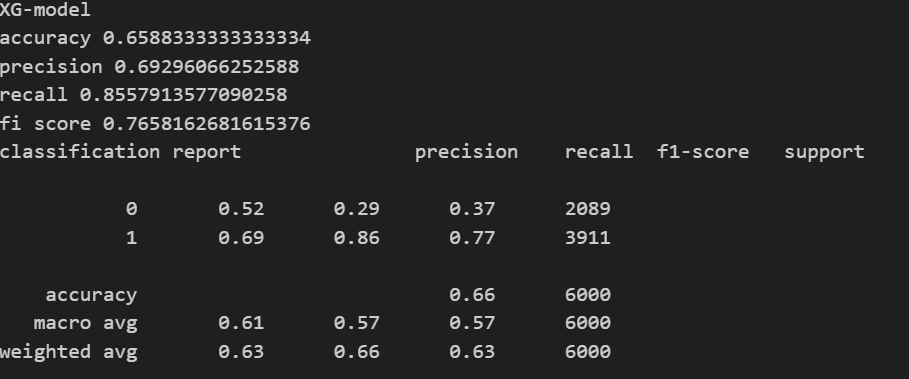 XG-model
accuracy 0.6588333333333334
precision 0.69296066252588
recall 0.8557913577090258
fi score 0.7658162681615376
classification report precision recall f1-score support
0 0.52 0.29 0.37 2089
1 0.69 0.86 0.77 3911
accuracy 0.66 6000
macro avg 0.61 0.57 0.57 6000
weighted avg 0.63 0.66 0.63 6000